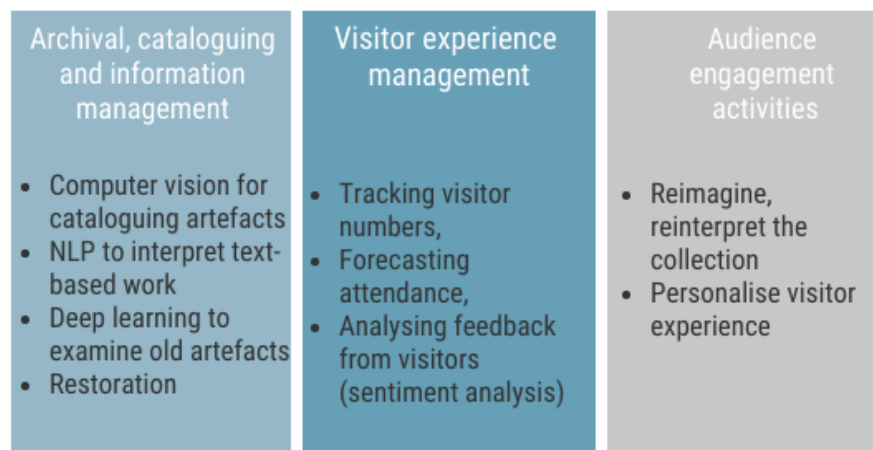 Archival, cataloguing
and information
management
• Computer vision for
cataloguing artefacts
• NLP to interpret text-
based work
• Deep learning to
examine old artefacts
• Restoration
Visitor experience
management
• Tracking visitor
numbers,
• Forecasting
attendance,
• Analysing feedback
from visitors
(sentiment analysis)
Audience
engagement
activities
• Reimagine,
reinterpret the
collection
• Personalise visitor
experience